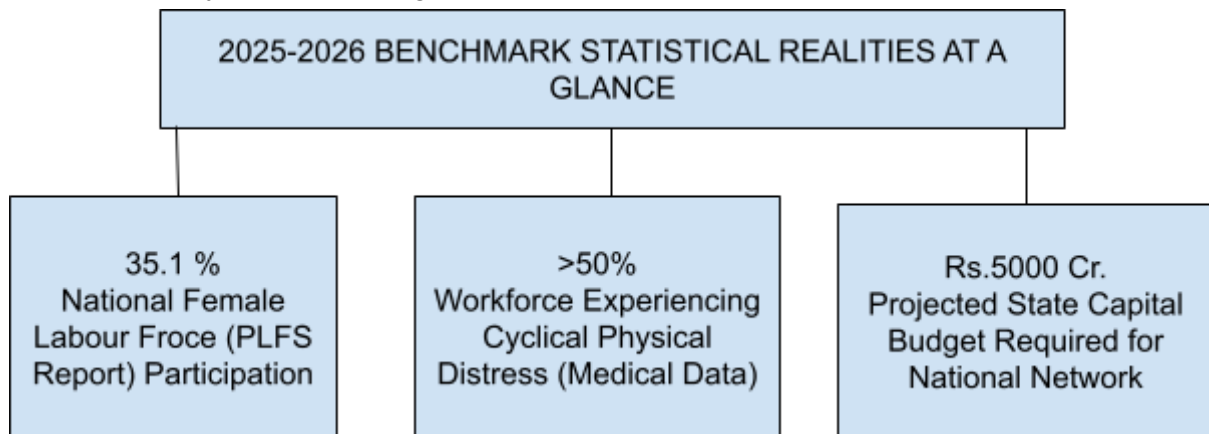 2025-2026 BENCHMARK STATISTICAL REALITIES AT A
GLANCE
35.1 %
National Female
Labour Froce (PLFS
Report) Participation
>50%
Workforce Experiencing
Cyclical Physical
Distress (Medical Data)
Rs.5000 Cr.
Projected State Capital
Budget Required for
National Network